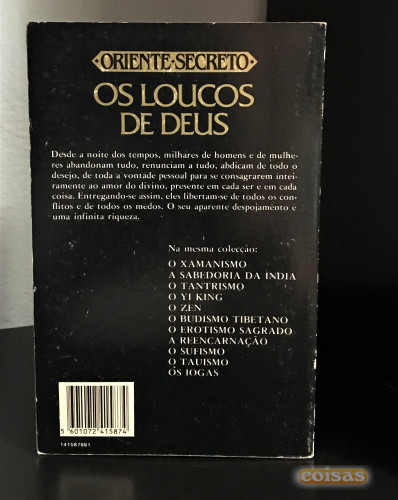 ·ORIENTE·SECRETO·
OS LOUCOS
DE DEUS
Desde a noite dos tempos, milhares de homens e de mulhe-
res abandonam tudo, renunciam a tudo, abdicam de todo o
desejo, de toda a vontade pessoal para se consagrarem intei-
ramente ao amor do divino, presente em cada ser e em cada
coisa. Entregando-se assim, eles libertam-se de todos os con-
flitos e de todos os medos. O seu aparente despojamento é
uma infinita riqueza.
Na mesma colecção:
O XAMANISMO
A SABEDORIA DA ÍNDIA
O TANTRISMO
O YI KING
O ZEN
O BUDISMO TIBETANO
O EROTISMO SAGRADO
A REENCARNAÇÃO
O SUFISMO
O TAUISMO
OS IOGAS
5 601072 415874
141587861
coisas